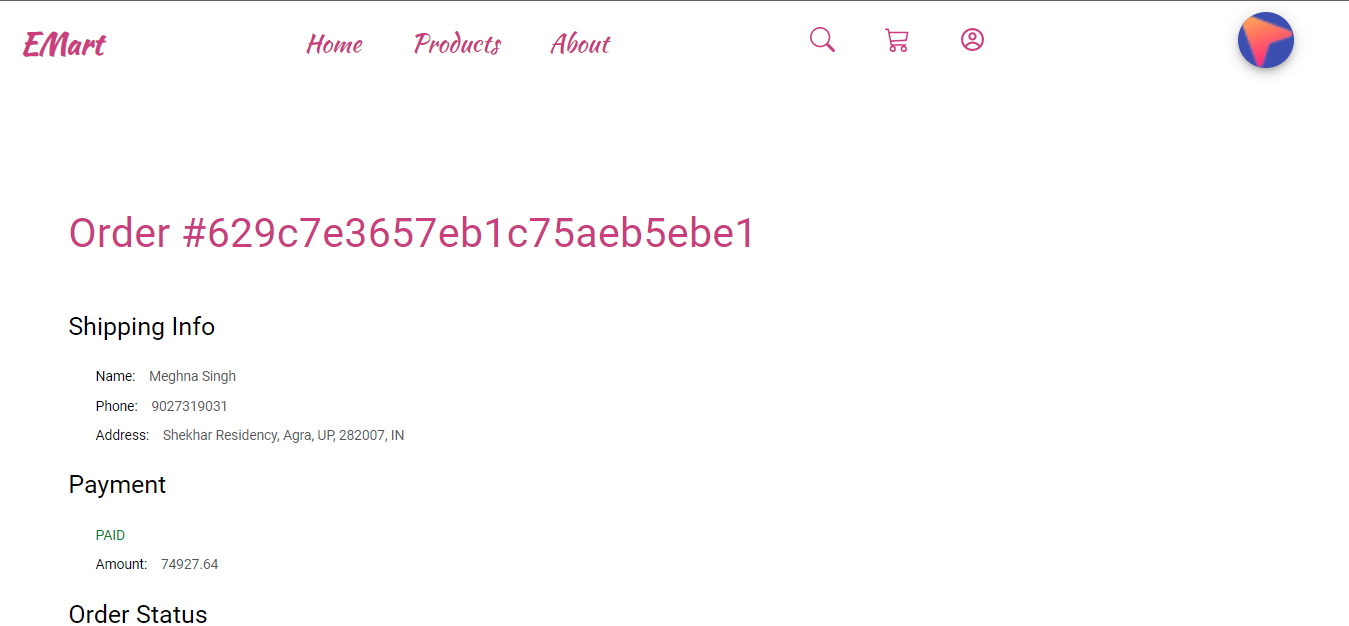 EMart Home Products About
Order #629c7e3657eb1c75aeb5ebe1
Shipping Info
Name: Meghna Singh
Phone: 9027319031
Address: Shekhar Residency, Agra, UP, 282007, IN
Payment
PAID
Amount: 74927.64
Order Status